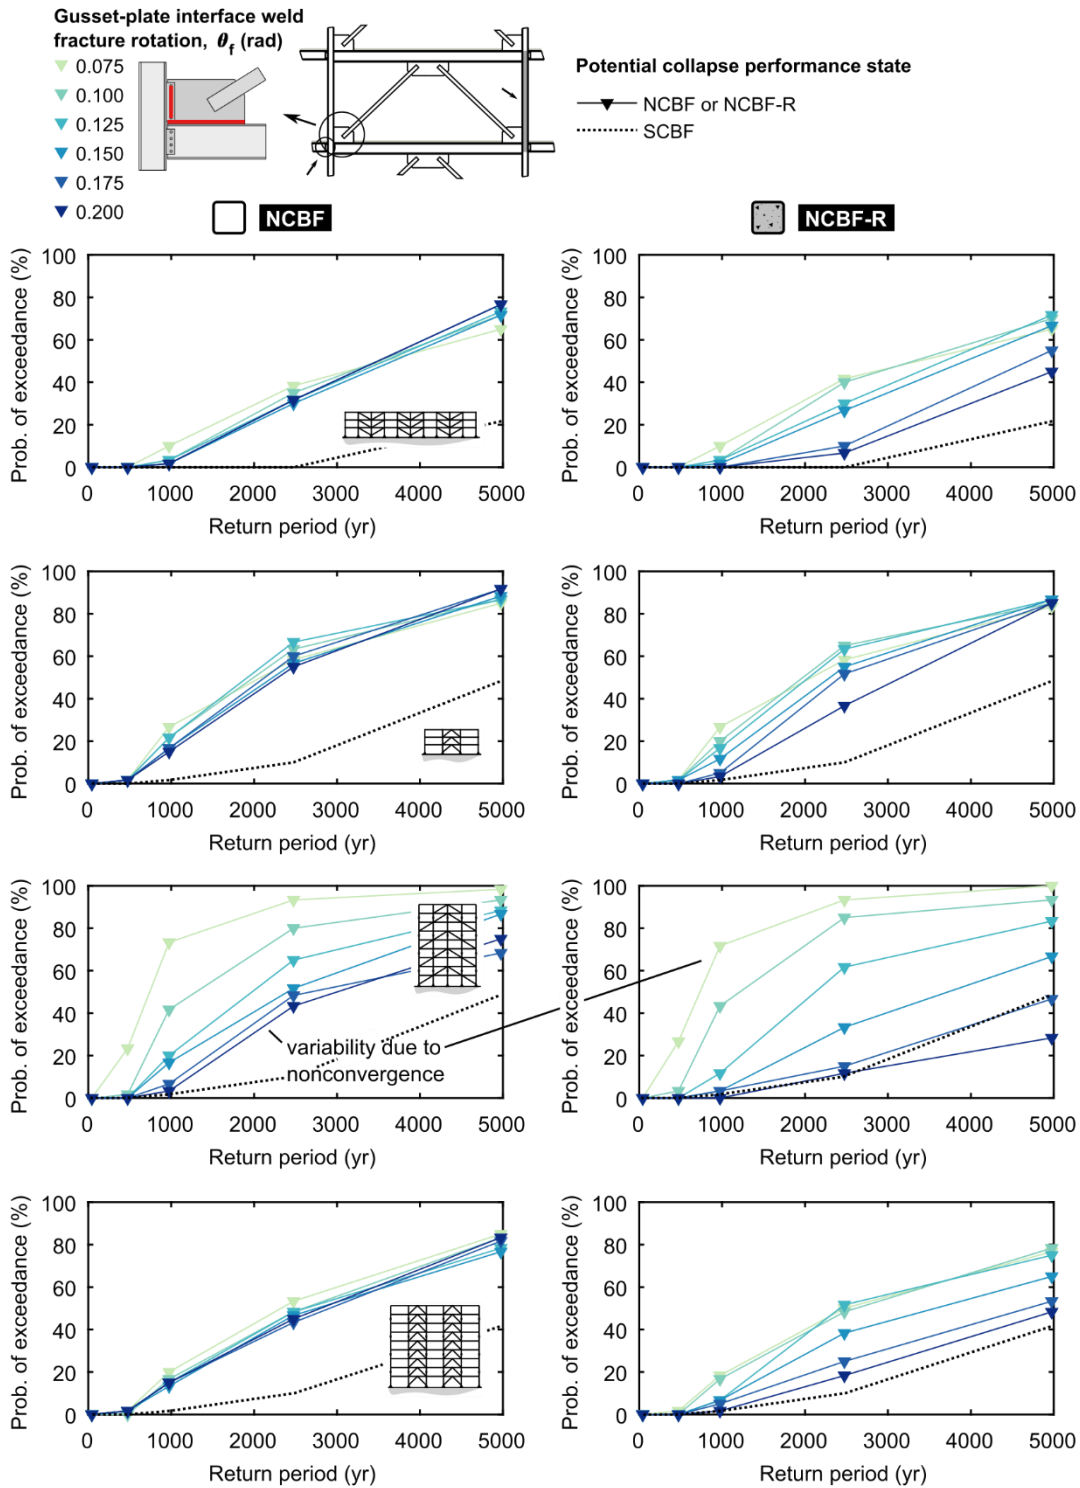 Gusset-plate interface weld
fracture rotation, θf (rad)
0.075
0.100
0.125
0.150
0.175
0.200
Potential collapse performance state
NCBF or NCBF-R
SCBF
NCBF
NCBF-R
100
80
60
40
20
0
Prob. of exceedance (%)
0 1000 2000 3000 4000 5000
Return period (yr)
100
80
60
40
20
0
Prob. of exceedance (%)
0 1000 2000 3000 4000 5000
Return period (yr)
100
80
60
40
20
0
Prob. of exceedance (%)
0 1000 2000 3000 4000 5000
Return period (yr)
100
80
60
40
20
0
Prob. of exceedance (%)
0 1000 2000 3000 4000 5000
Return period (yr)
100
80
60
40
20
0
Prob. of exceedance (%)
variability due to
nonconvergence
0 1000 2000 3000 4000 5000
Return period (yr)
100
80
60
40
20
0
Prob. of exceedance (%)
0 1000 2000 3000 4000 5000
Return period (yr)
100
80
60
40
20
0
Prob. of exceedance (%)
0 1000 2000 3000 4000 5000
Return period (yr)
100
80
60
40
20
0
Prob. of exceedance (%)
0 1000 2000 3000 4000 5000
Return period (yr)